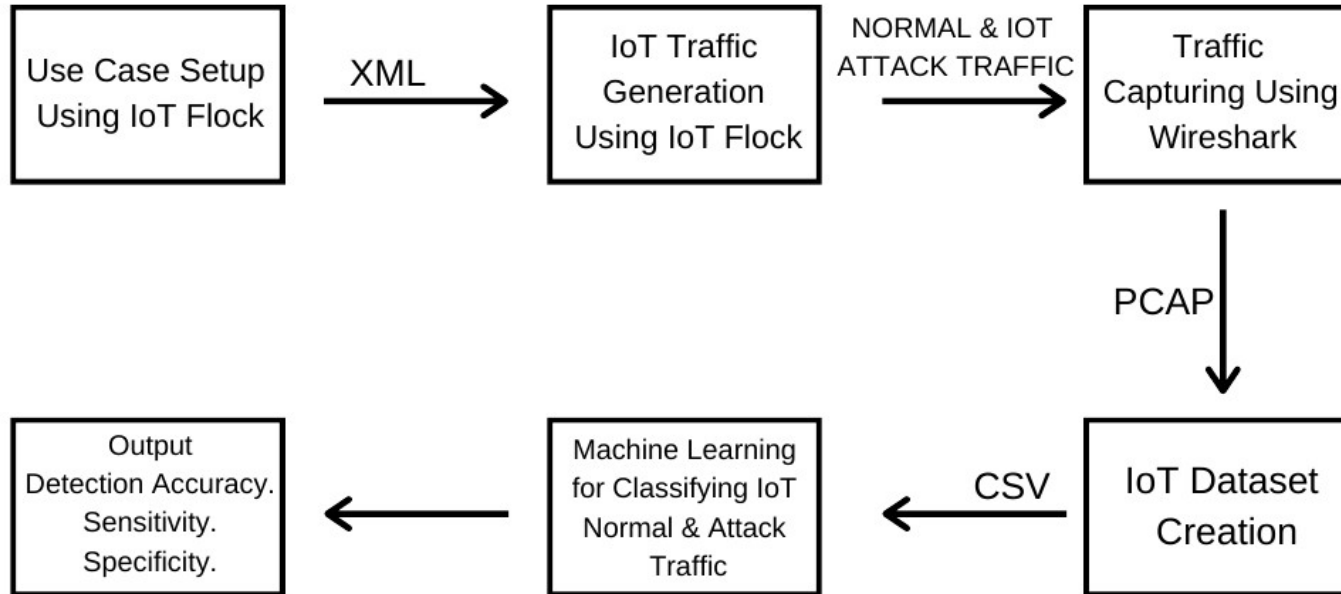 Use Case Setup
Using IoT Flock
XML
IoT Traffic
Generation
Using IoT Flock
NORMAL & IOT
ATTACK TRAFFIC
Traffic
Capturing Using
Wireshark
PCAP
IoT Dataset
Creation
CSV
Machine Learning
for Classifying IoT
Normal & Attack
Traffic
Output
Detection Accuracy.
Sensitivity.
Specificity.